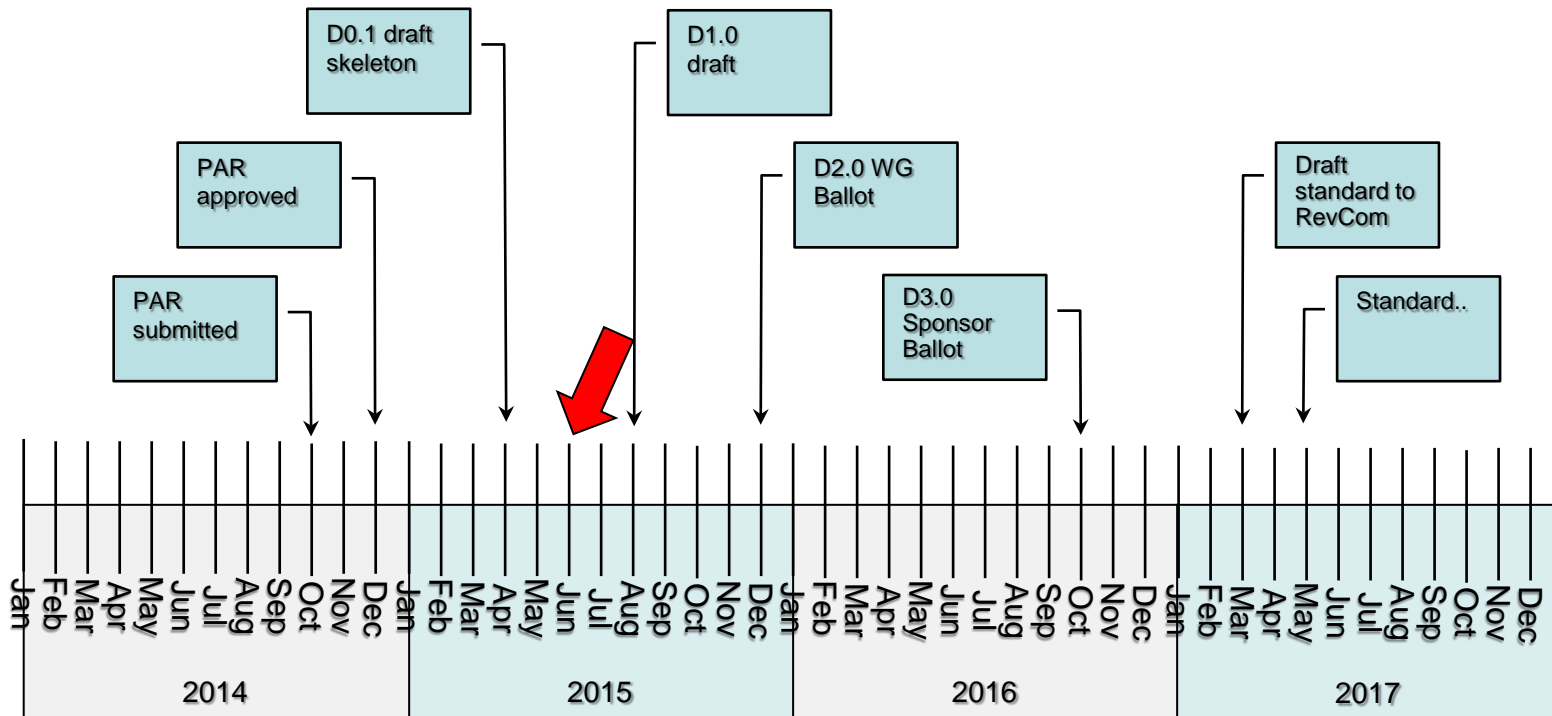 D0.1 draft
skeleton
D1.0
draft
PAR
approved
D2.0 WG
Ballot
Draft
standard to
RevCom
PAR
submitted
D3.0
Sponsor
Ballot
Standard..
Jan
Feb
Mar
Apr
May
Jun
Jul
Aug
Sep
Oct
Nov
Dec
Jan
Feb
Mar
Apr
May
Jun
Jul
Aug
Sep
Oct
Nov
Dec
Jan
Feb
Mar
Apr
May
Jun
Jul
Aug
Sep
Oct
Nov
Dec
Jan
Feb
Mar
Apr
May
Jun
Jul
Aug
Sep
Oct
Nov
Dec
2014
2015
2016
2017